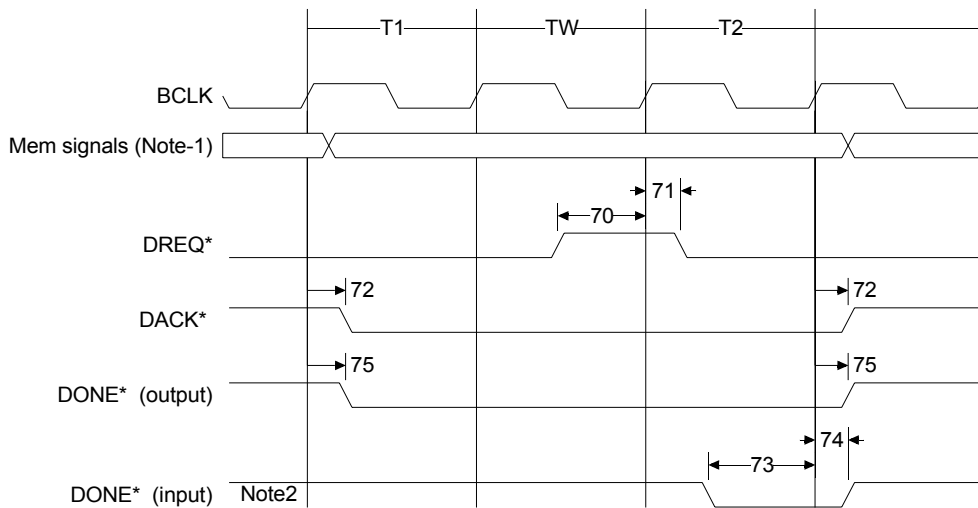 T1 TW T2
BCLK
Mem signals (Note-1)
71
70
DREQ*
72 72
DACK*
75 75
DONE* (output)
74
73
DONE* (input) Note2